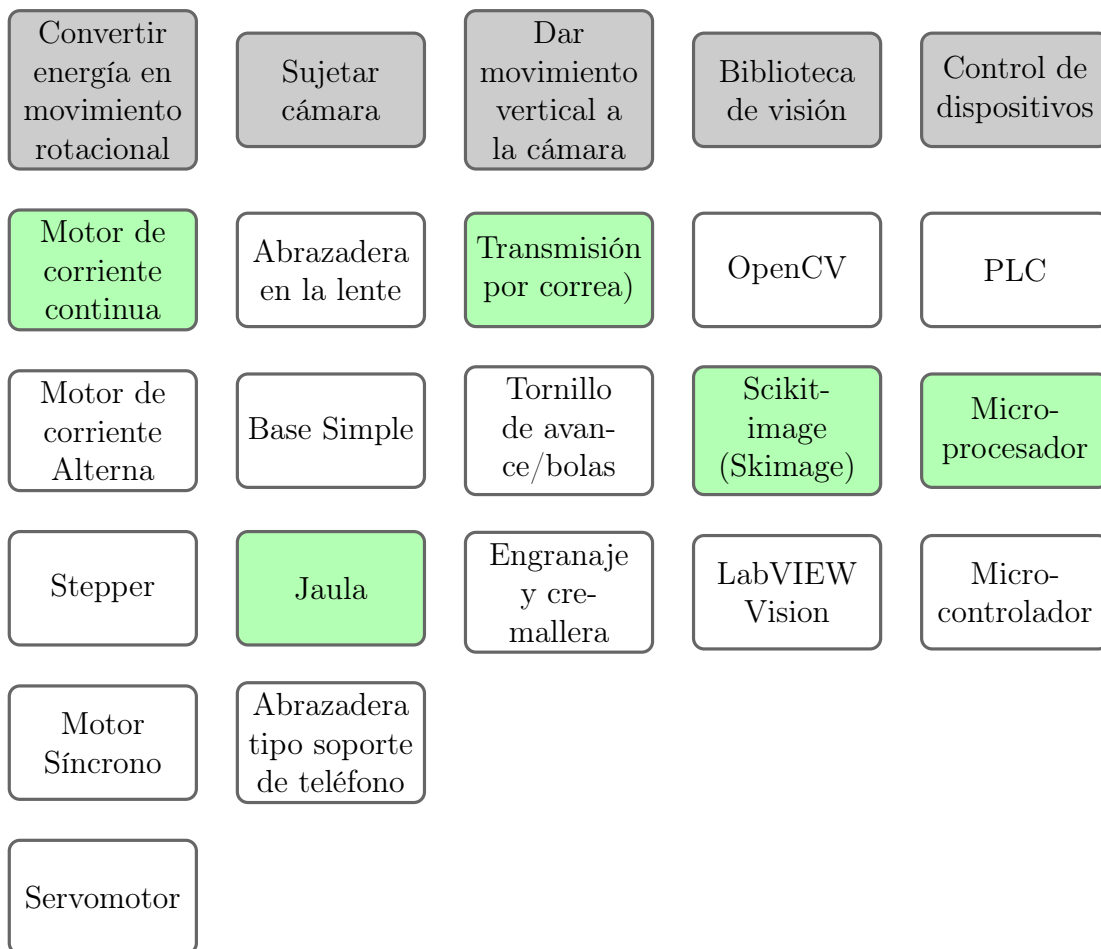 Convertir
energía en
movimiento
rotacional
Sujetar
cámara
Dar
movimiento
vertical a
la cámara
Biblioteca
de visión
Control de
dispositivos
Motor de
corriente
continua
Abrazadera
en la lente
Transmisión
por correa)
OpenCV
PLC
Motor de
corriente
Alterna
Base Simple
Tornillo
de avan-
ce/bolas
Scikit-
image
(Skimage)
Micro-
procesador
Stepper
Jaula
Engranaje
y cre-
mallera
LabVIEW
Vision
Micro-
controlador
Motor
Síncrono
Abrazadera
tipo soporte
de teléfono
Servomotor